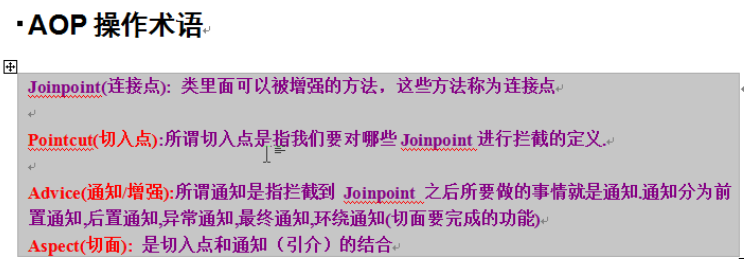 ·AOP 操作术语
Joinpoint(连接点): 类里面可以被增强的方法，这些方法称为连接点
Pointcut(切入点):所谓切入点是指我们要对哪些 Joinpoint 进行拦截的定义.
Advice(通知/增强):所谓通知是指拦截到 Joinpoint 之后所要做的事情就是通知.通知分为前
置通知,后置通知,异常通知,最终通知,环绕通知(切面要完成的功能)
Aspect(切面): 是切入点和通知（引介）的结合